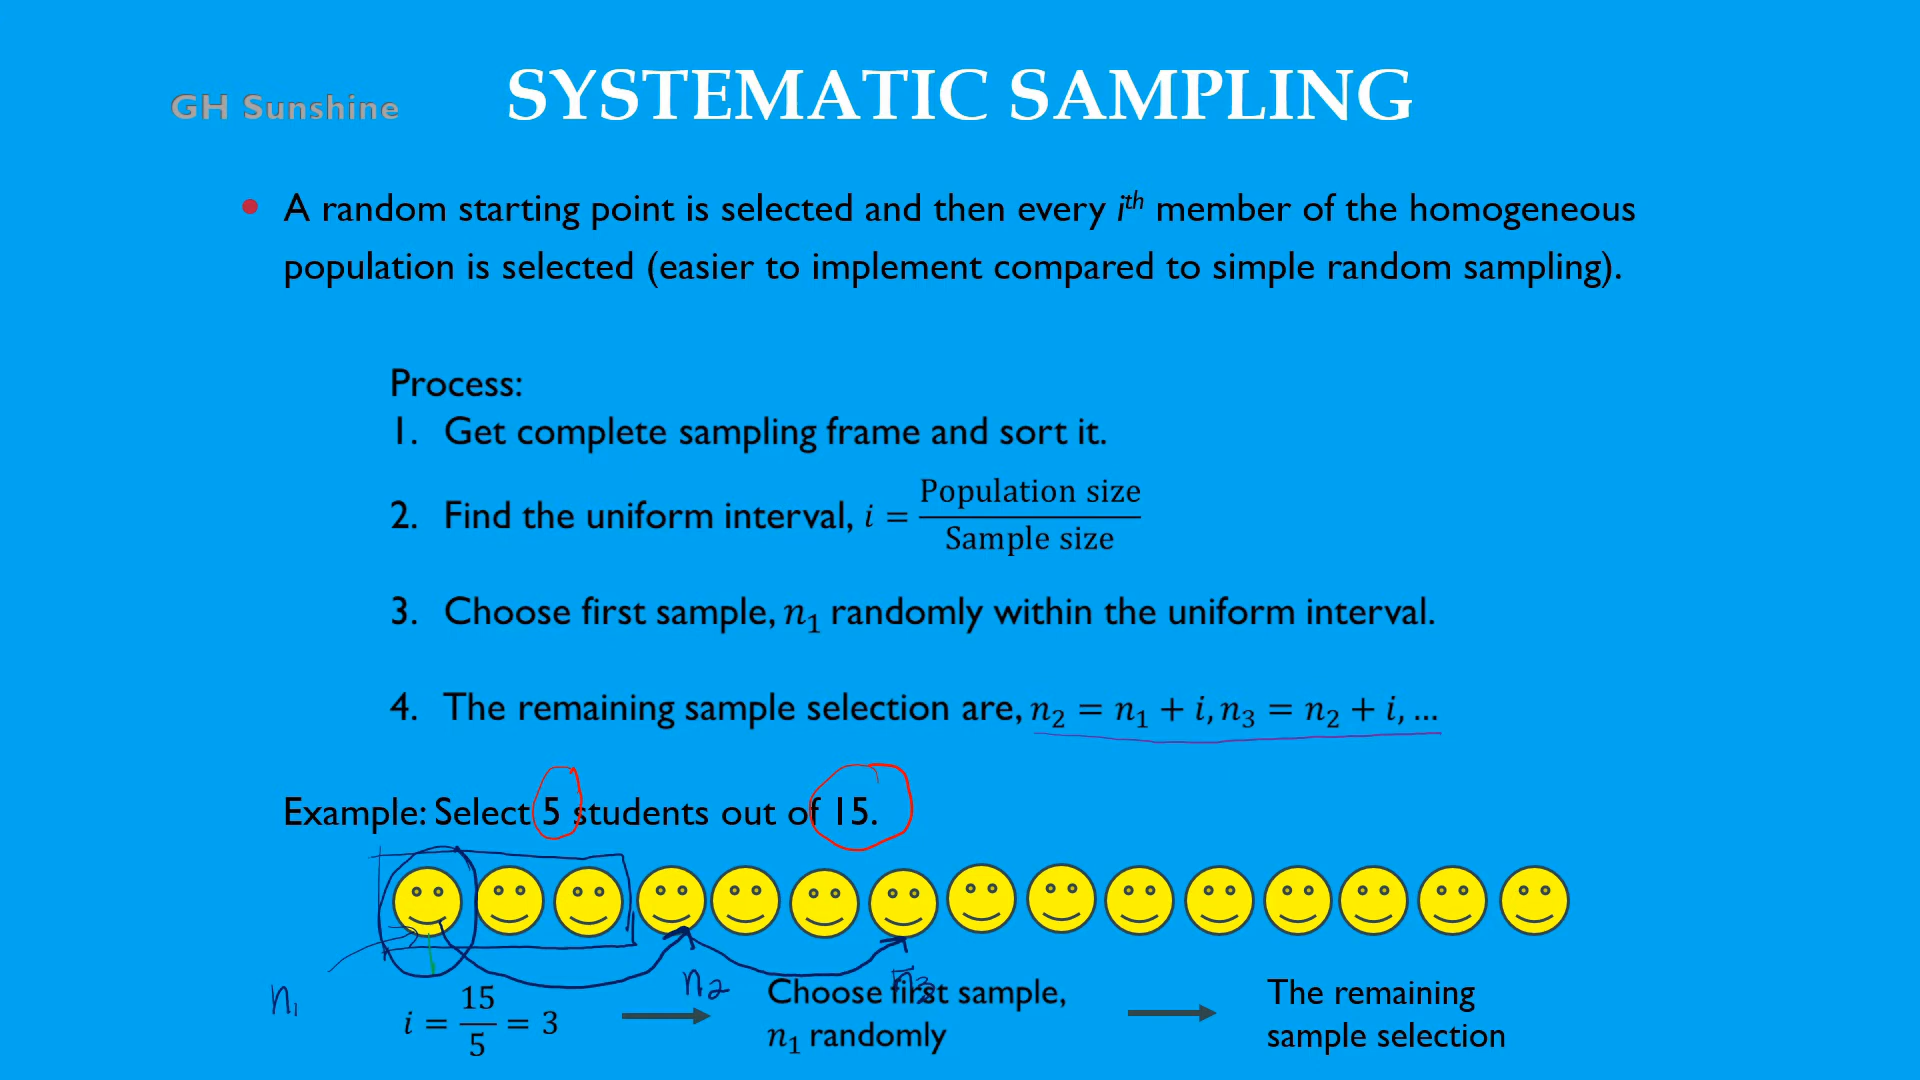 GH Sunshine
SYSTEMATIC SAMPLING
• A random starting point is selected and then every iᵗʰ member of the homogeneous
population is selected (easier to implement compared to simple random sampling).
Process:
1. Get complete sampling frame and sort it.
2. Find the uniform interval, i = Population size / Sample size
3. Choose first sample, n₁ randomly within the uniform interval.
4. The remaining sample selection are, n₂ = n₁ + i, n₃ = n₂ + i, ...
Example: Select 5 students out of 15.
n₁
n₂
n₃
i = 15/5 = 3
Choose first sample,
n₁ randomly
The remaining
sample selection